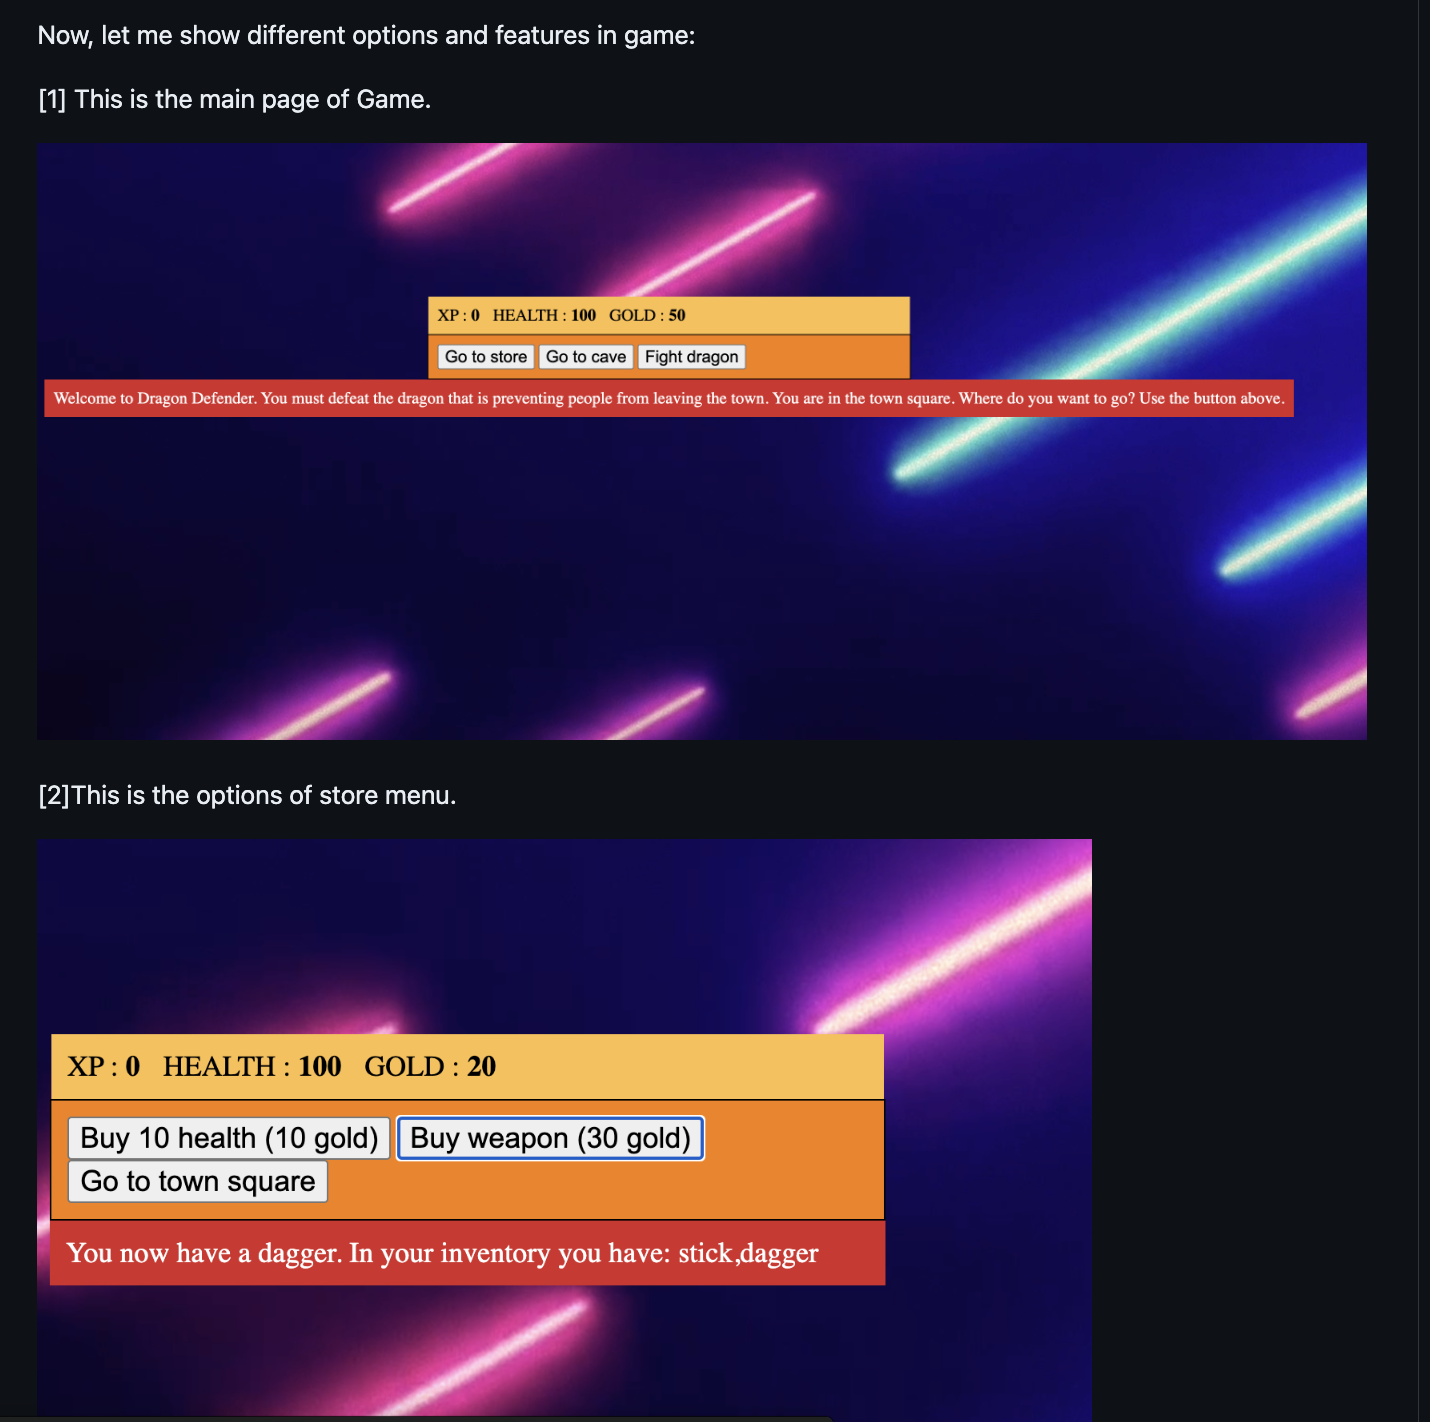 Now, let me show different options and features in game:
[1] This is the main page of Game.
XP : 0 HEALTH : 100 GOLD : 50
Go to store Go to cave Fight dragon
Welcome to Dragon Defender. You must defeat the dragon that is preventing people from leaving the town. You are in the town square. Where do you want to go? Use the button above.
[2]This is the options of store menu.
XP : 0 HEALTH : 100 GOLD : 20
Buy 10 health (10 gold) Buy weapon (30 gold)
Go to town square
You now have a dagger. In your inventory you have: stick,dagger